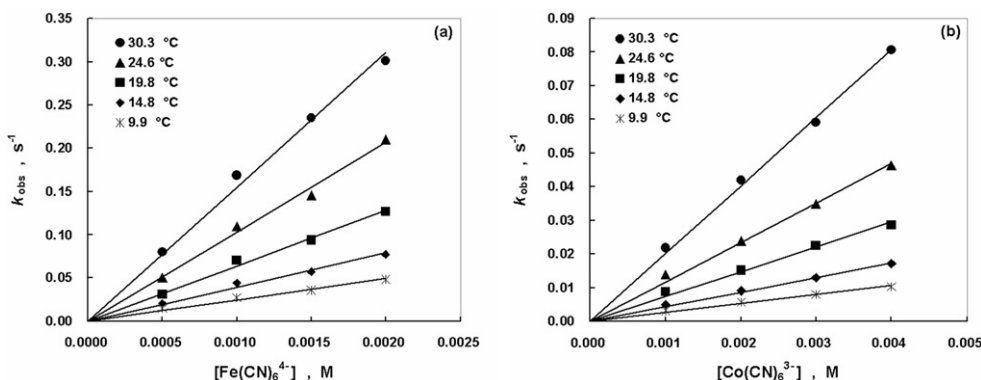 (a)
0.35
0.30
0.25
0.20
0.15
0.10
0.05
0.00
kobs , s-1
30.3 °C
24.6 °C
19.8 °C
14.8 °C
9.9 °C
0.0000 0.0005 0.0010 0.0015 0.0020 0.0025
[Fe(CN)6 4-] , M
(b)
0.09
0.08
0.07
0.06
0.05
0.04
0.03
0.02
0.01
0.00
kobs , s-1
30.3 °C
24.6 °C
19.8 °C
14.8 °C
9.9 °C
0.000 0.001 0.002 0.003 0.004 0.005
[Co(CN)6 3-] , M